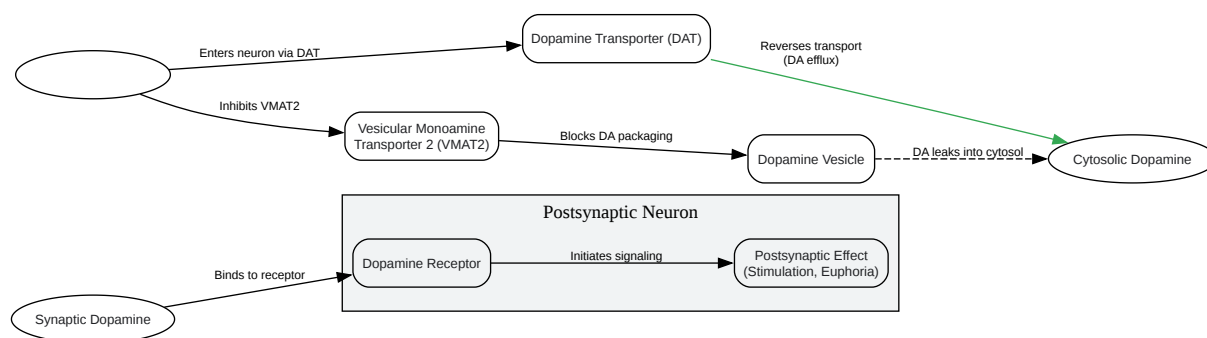 Dopamine Transporter (DAT)
Enters neuron via DAT
Reverses transport
(DA efflux)
Inhibits VMAT2
Vesicular Monoamine
Transporter 2 (VMAT2)
Blocks DA packaging
Dopamine Vesicle
DA leaks into cytosol
Cytosolic Dopamine
Postsynaptic Neuron
Dopamine Receptor
Initiates signaling
Postsynaptic Effect
(Stimulation, Euphoria)
Binds to receptor
Synaptic Dopamine